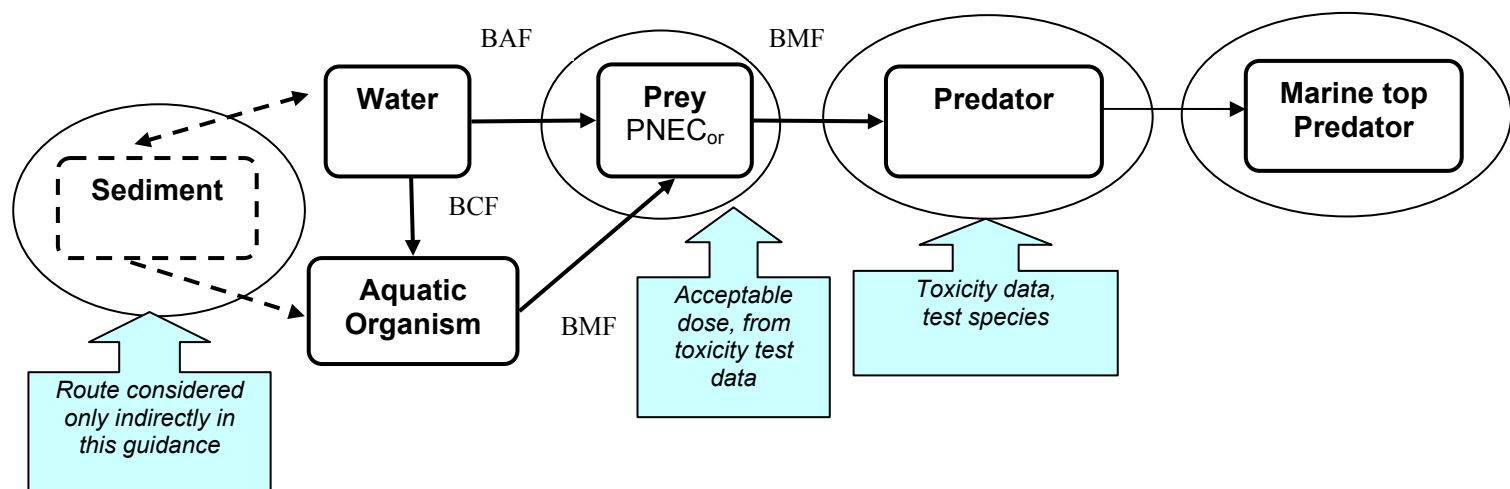 BAF
BMF
Water
Prey
PNECor
Predator
Marine top
Predator
Sediment
BCF
Aquatic
Organism
BMF
Acceptable
dose, from
toxicity test
data
Toxicity data,
test species
Route considered
only indirectly in
this guidance